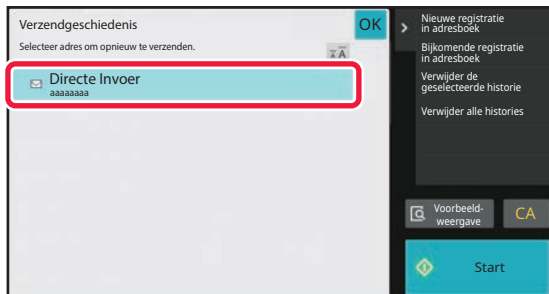 Verzendgeschiedenis
OK
Selecteer adres om opnieuw te verzenden.
Directe Invoer
aaaaaaaa
Nieuwe registratie
in adresboek
Bijkomende registratie
in adresboek
Verwijder de
geselecteerde historie
Verwijder alle histories
Voorbeeld-
weergave
CA
Start